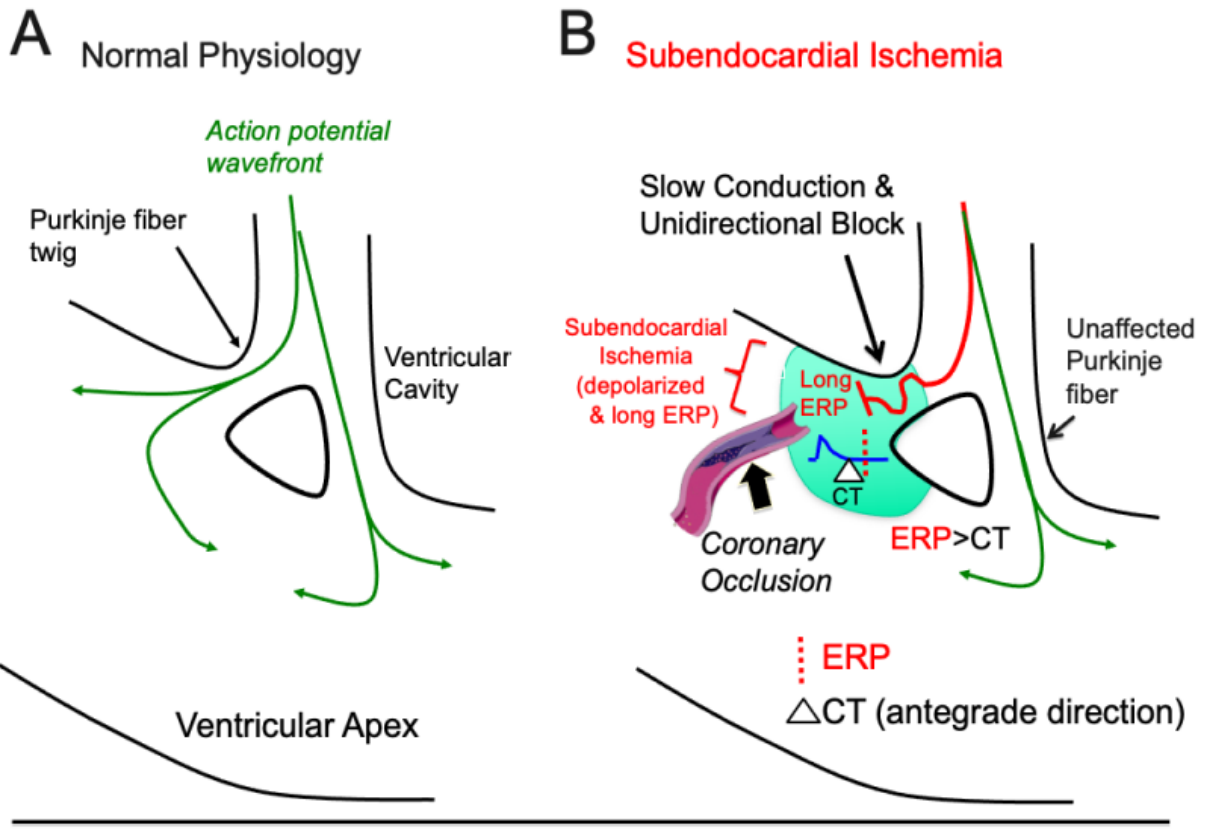 A
Normal Physiology
Action potential
wavefront
Purkinje fiber
twig
Ventricular
Cavity
Ventricular Apex
B
Subendocardial Ischemia
Slow Conduction &
Unidirectional Block
Subendocardial
Ischemia
(depolarized
& long ERP)
Long
ERP
CT
Unaffected
Purkinje
fiber
ERP>CT
Coronary
Occlusion
ERP
CT (antegrade direction)